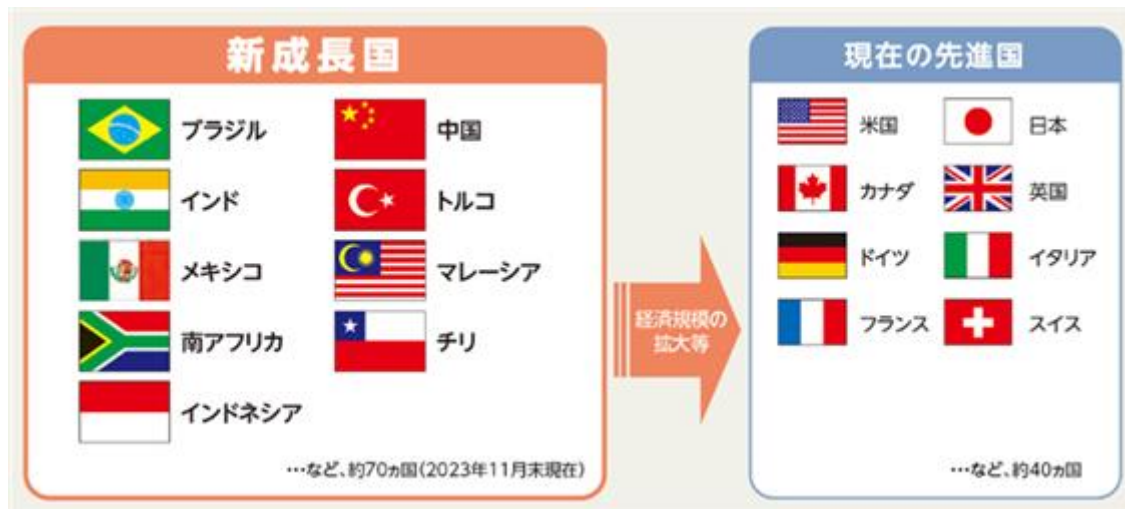 新成長国
ブラジル
中国
インド
トルコ
メキシコ
マレーシア
南アフリカ
チリ
インドネシア
…など、約70ヵ国(2023年11月末現在)
経済規模の
拡大等
現在の先進国
米国
日本
カナダ
英国
ドイツ
イタリア
フランス
スイス
…など、約40ヵ国